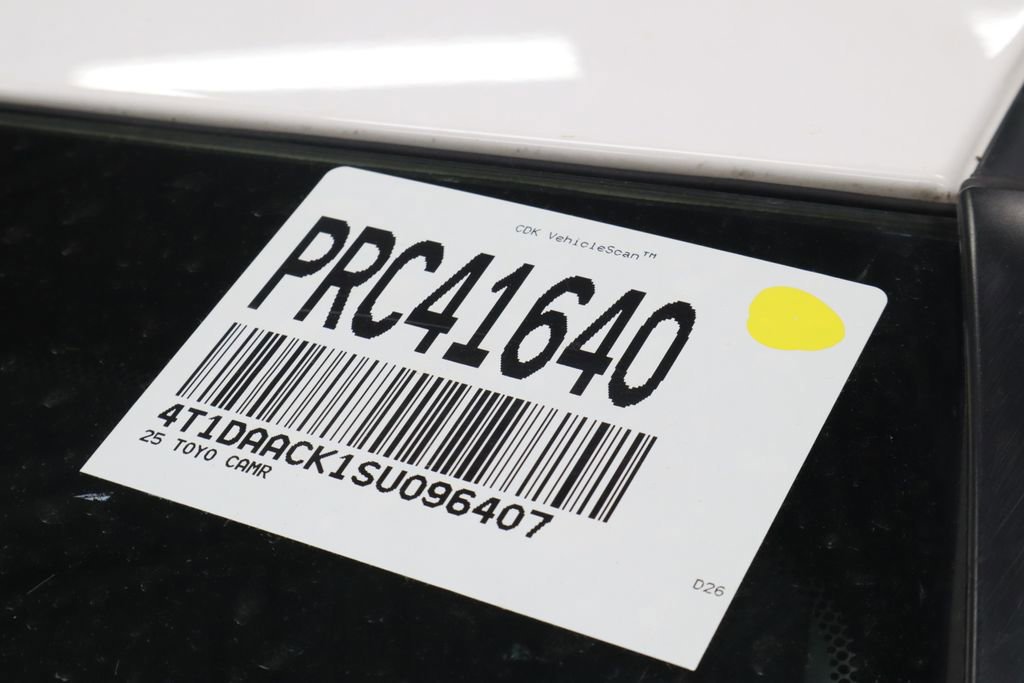 CDK VehicleScan™
PRC41640
4T1DAACK1SU096407
25 TOYO CAMR
D26